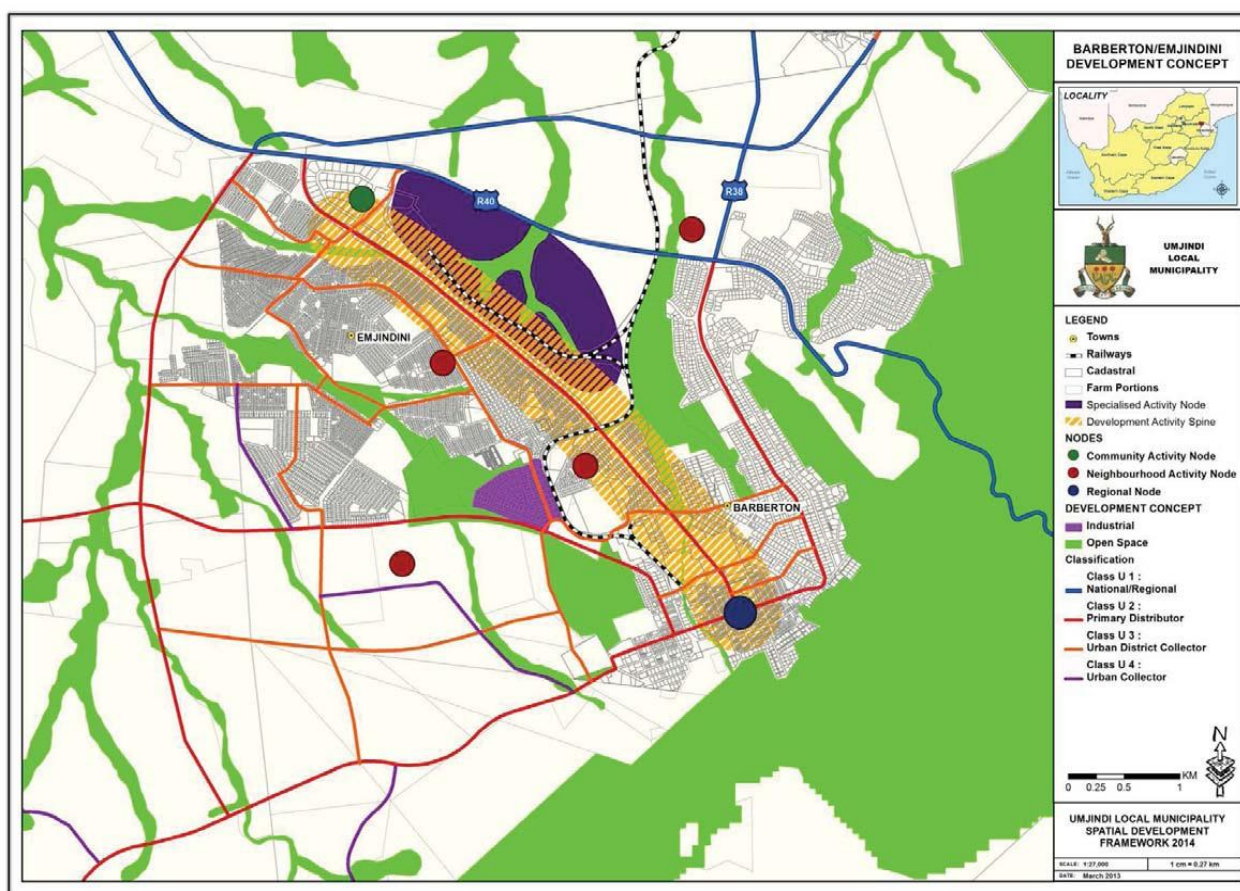 R40
R38
EMJINDINI
BARBERTON
BARBERTON/EMJINDINI
DEVELOPMENT CONCEPT
LOCALITY
UMJINDI
LOCAL
MUNICIPALITY
LEGEND
Towns
Railways
Cadastral
Farm Portions
Specialised Activity Node
Development Activity Spine
NODES
Community Activity Node
Neighbourhood Activity Node
Regional Node
DEVELOPMENT CONCEPT
Industrial
Open Space
Classification
Class U 1 :
National/Regional
Class U 2 :
Primary Distributor
Class U 3 :
Urban District Collector
Class U 4 :
Urban Collector
N
KM
0 0.25 0.5 1
UMJINDI LOCAL MUNICIPALITY
SPATIAL DEVELOPMENT
FRAMEWORK 2014
SCALE: 1:27,000 1 cm = 0.27 km
DATE: March 2013